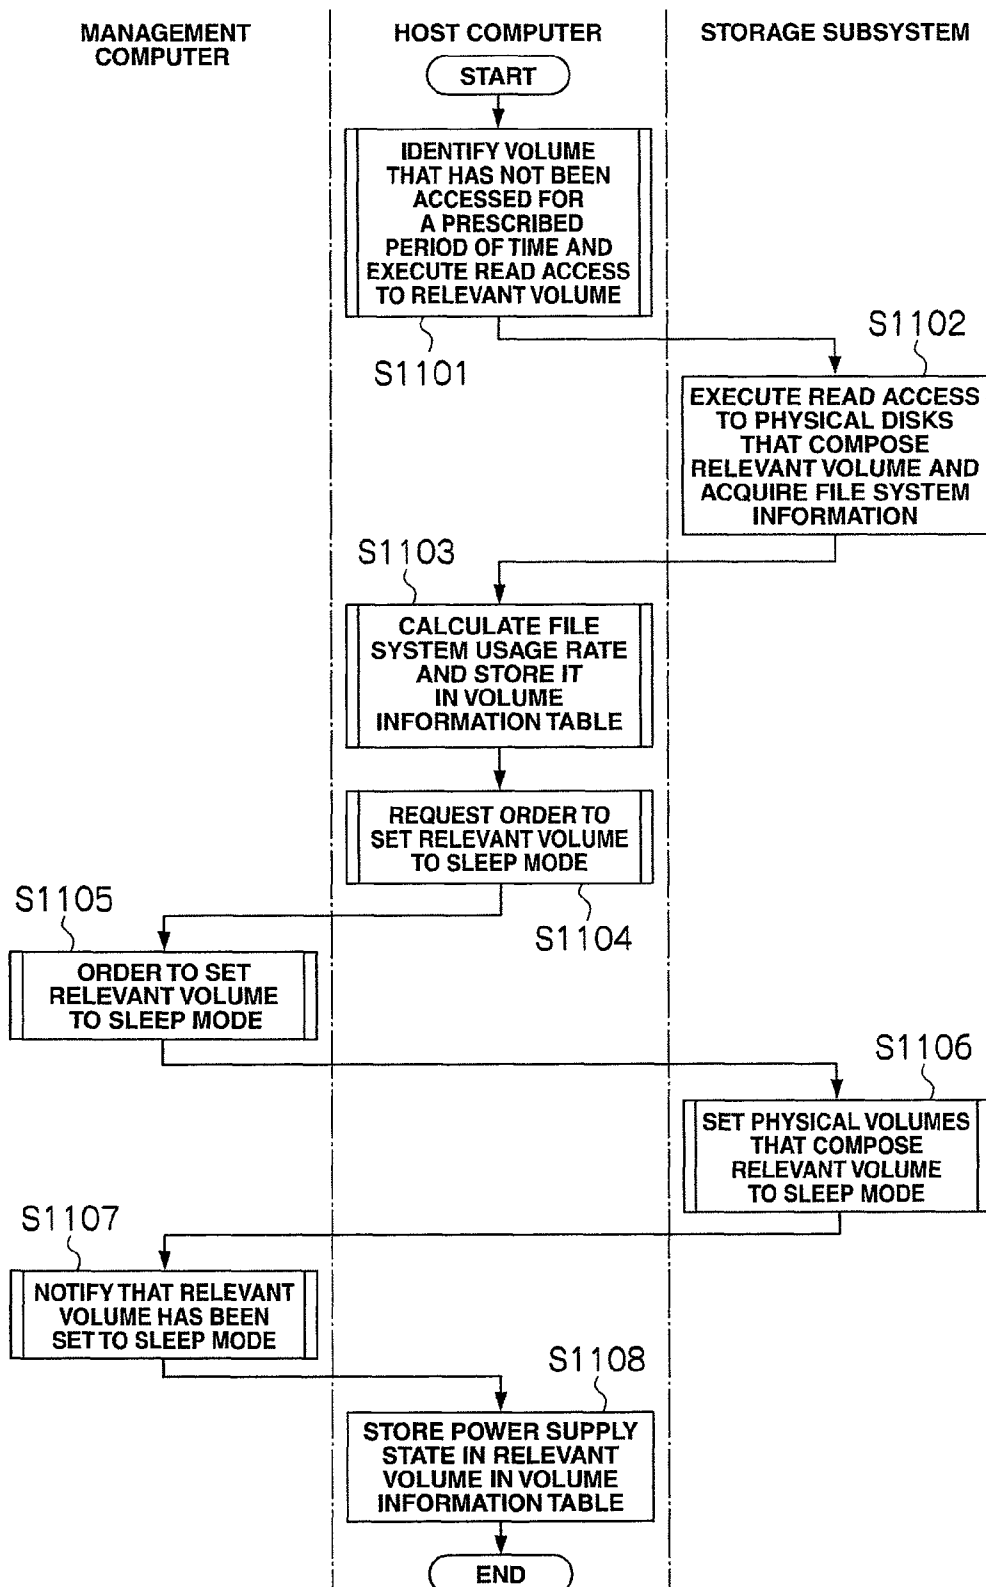 MANAGEMENT
COMPUTER
HOST COMPUTER
STORAGE SUBSYSTEM
START
IDENTIFY VOLUME
THAT HAS NOT BEEN
ACCESSED FOR
A PRESCRIBED
PERIOD OF TIME AND
EXECUTE READ ACCESS
TO RELEVANT VOLUME
S1101
S1102
EXECUTE READ ACCESS
TO PHYSICAL DISKS
THAT COMPOSE
RELEVANT VOLUME AND
ACQUIRE FILE SYSTEM
INFORMATION
S1103
CALCULATE FILE
SYSTEM USAGE RATE
AND STORE IT
IN VOLUME
INFORMATION TABLE
REQUEST ORDER TO
SET RELEVANT VOLUME
TO SLEEP MODE
S1104
S1105
ORDER TO SET
RELEVANT VOLUME
TO SLEEP MODE
S1106
SET PHYSICAL VOLUMES
THAT COMPOSE
RELEVANT VOLUME
TO SLEEP MODE
S1107
NOTIFY THAT RELEVANT
VOLUME HAS BEEN
SET TO SLEEP MODE
S1108
STORE POWER SUPPLY
STATE IN RELEVANT
VOLUME IN VOLUME
INFORMATION TABLE
END